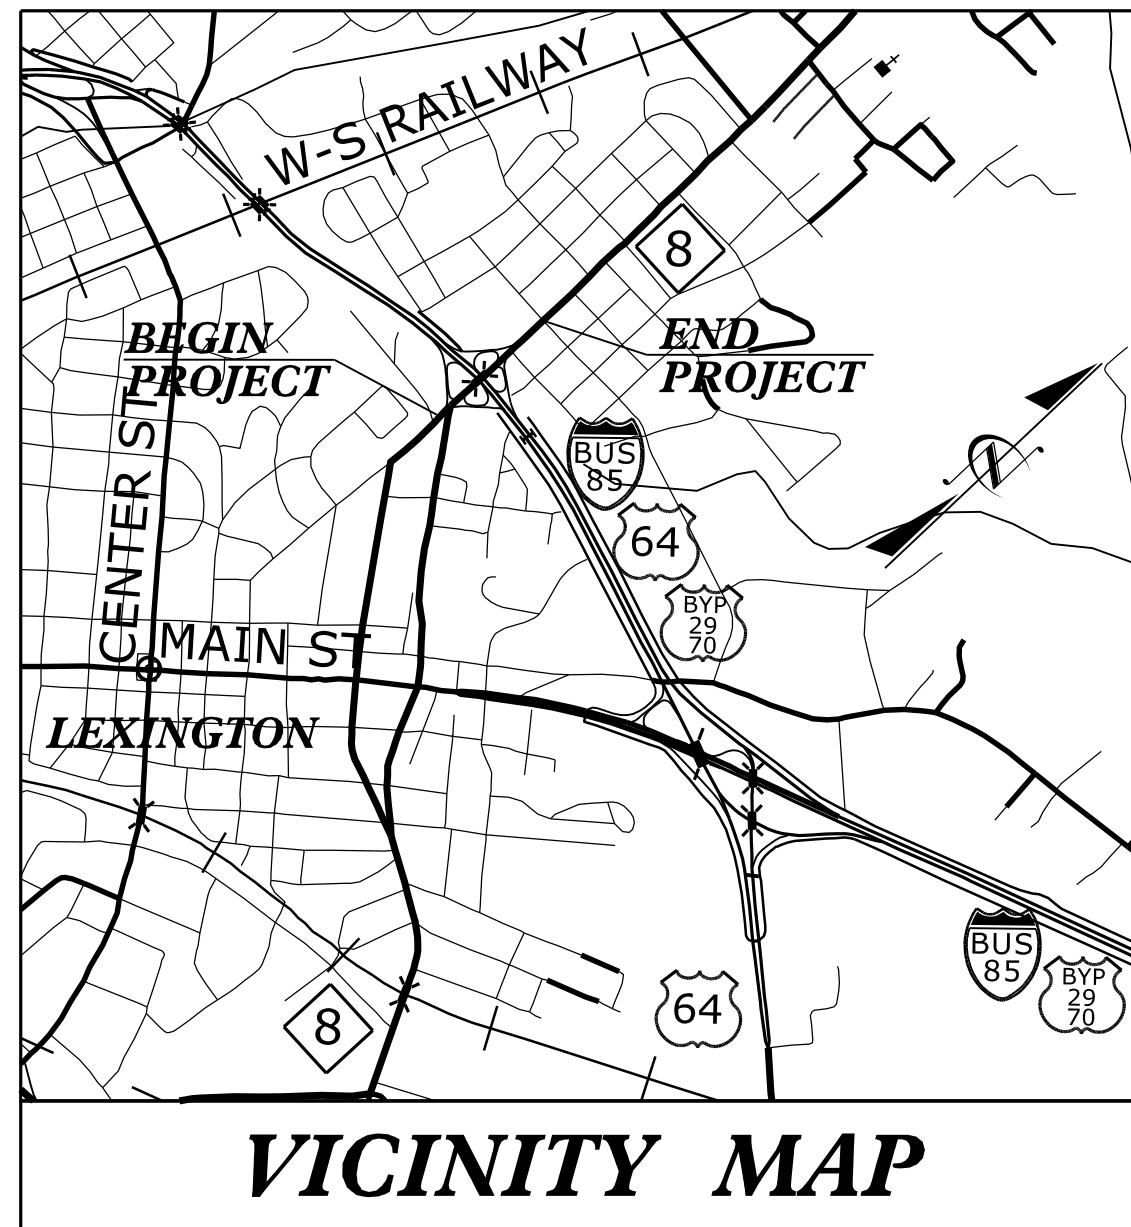 W-S RAILWAY
8
BEGIN
PROJECT
END
PROJECT
CENTER ST
BUS
85
64
BYP
29
70
MAIN ST
LEXINGTON
BUS
85
BYP
29
70
64
8
VICINITY MAP